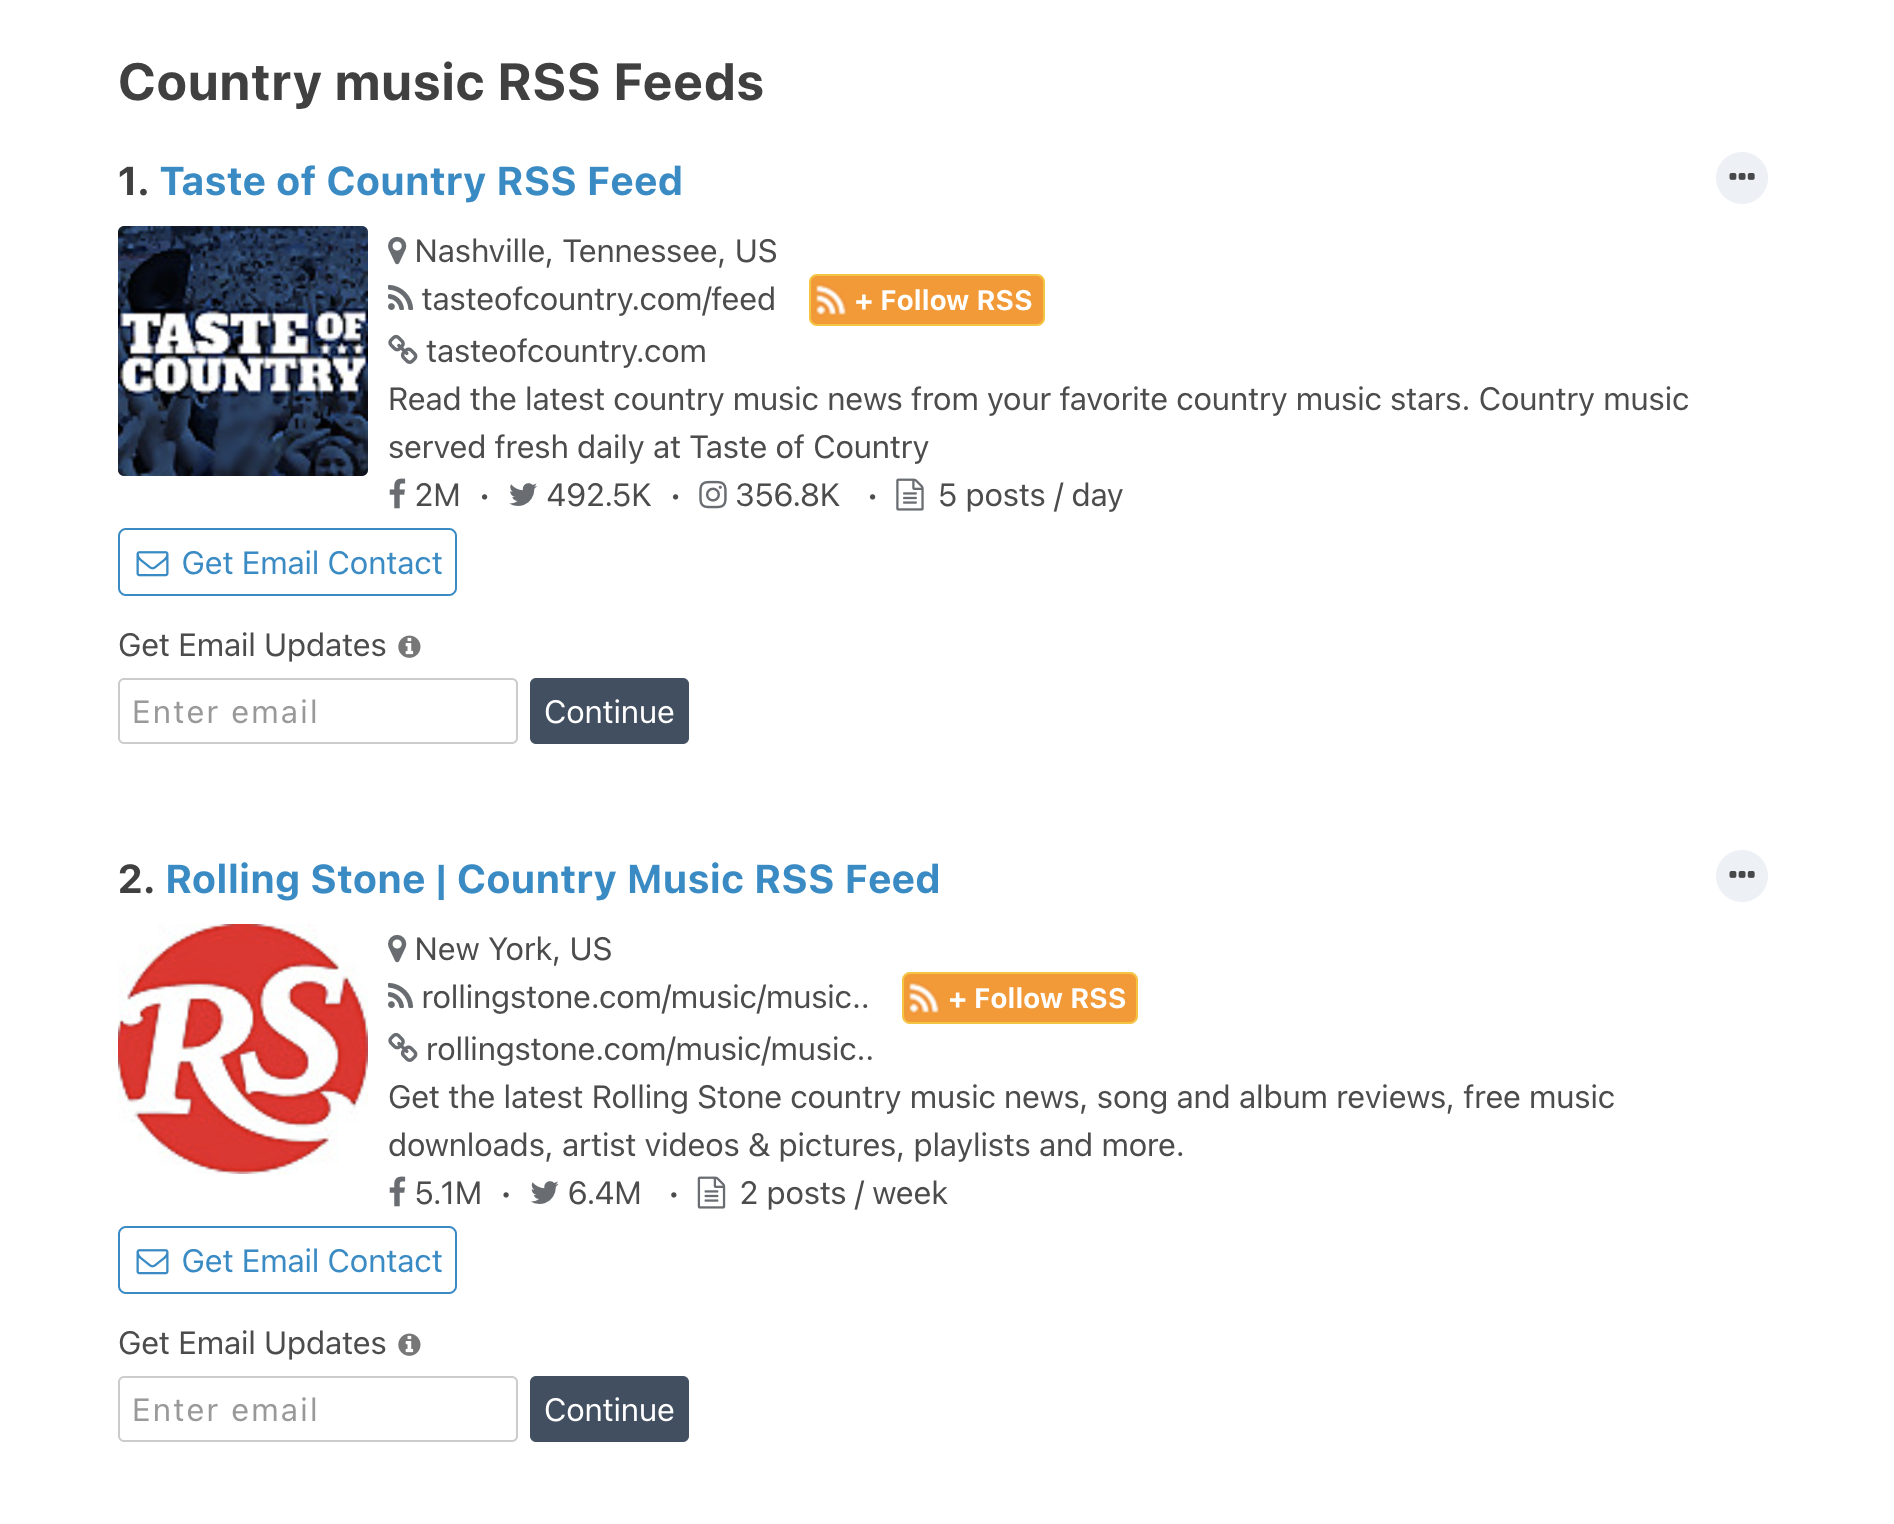 Country music RSS Feeds
1. Taste of Country RSS Feed
TASTE OF
COUNTRY
Nashville, Tennessee, US
tasteofcountry.com/feed + Follow RSS
tasteofcountry.com
Read the latest country music news from your favorite country music stars. Country music
served fresh daily at Taste of Country
2M · 492.5K · 356.8K · 5 posts / day
Get Email Contact
Get Email Updates
Enter email Continue
2. Rolling Stone | Country Music RSS Feed
RS
New York, US
rollingstone.com/music/music.. + Follow RSS
rollingstone.com/music/music..
Get the latest Rolling Stone country music news, song and album reviews, free music
downloads, artist videos & pictures, playlists and more.
5.1M · 6.4M · 2 posts / week
Get Email Contact
Get Email Updates
Enter email Continue